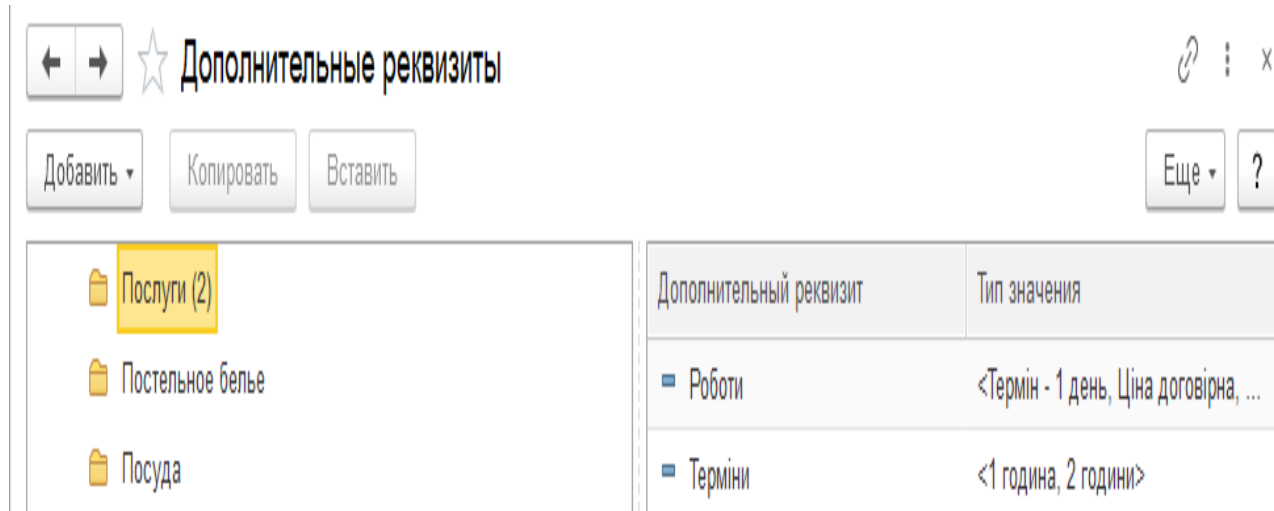 Дополнительные реквизиты
Добавить Копировать Вставить Еще ?
Послуги (2)
Постельное белье
Посуда
Дополнительный реквизит Тип значения
Роботи <Термін - 1 день, Ціна договірна, ...
Терміни <1 година, 2 години>